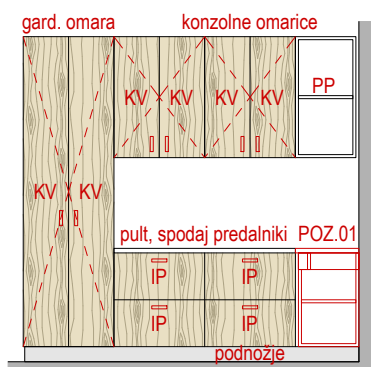 gard. omara konzolne omarice
KV KV KV KV PP
KV KV
pult, spodaj predalniki POZ.01
IP IP
IP IP
podnožje